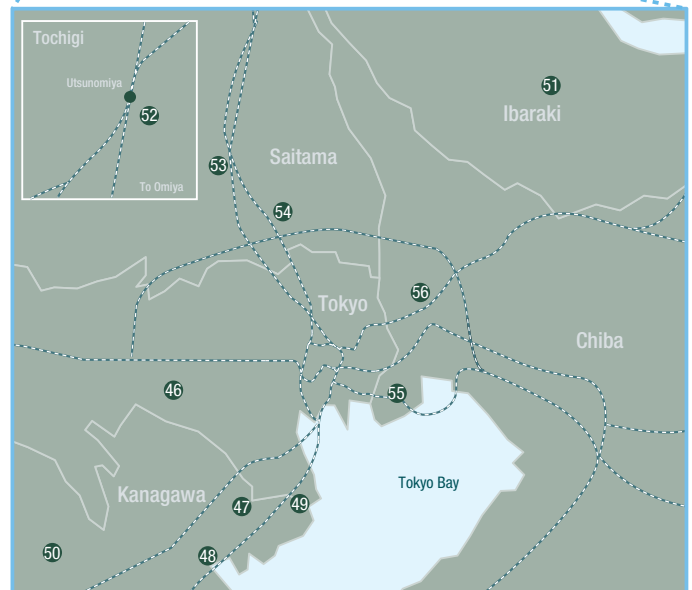 Tochigi
Utsunomiya
52
To Omiya
51
Ibaraki
53
Saitama
54
56
Tokyo
Chiba
46
55
Kanagawa
47
49
Tokyo Bay
50
48